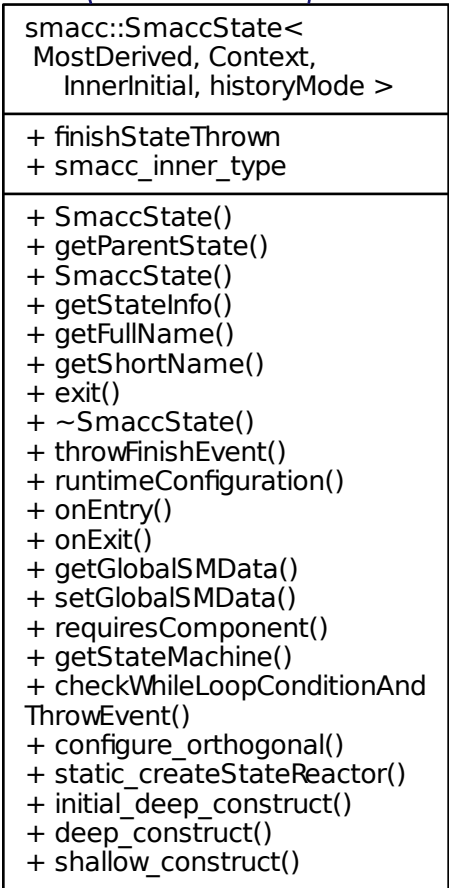 smacc::SmaccState<
MostDerived, Context,
InnerInitial, historyMode >
+ finishStateThrown
+ smacc_inner_type
+ SmaccState()
+ getParentState()
+ SmaccState()
+ getStateInfo()
+ getFullName()
+ getShortName()
+ exit()
+ ~SmaccState()
+ throwFinishEvent()
+ runtimeConfiguration()
+ onEntry()
+ onExit()
+ getGlobalSMData()
+ setGlobalSMData()
+ requiresComponent()
+ getStateMachine()
+ checkWhileLoopConditionAnd
ThrowEvent()
+ configure_orthogonal()
+ static_createStateReactor()
+ initial_deep_construct()
+ deep_construct()
+ shallow_construct()